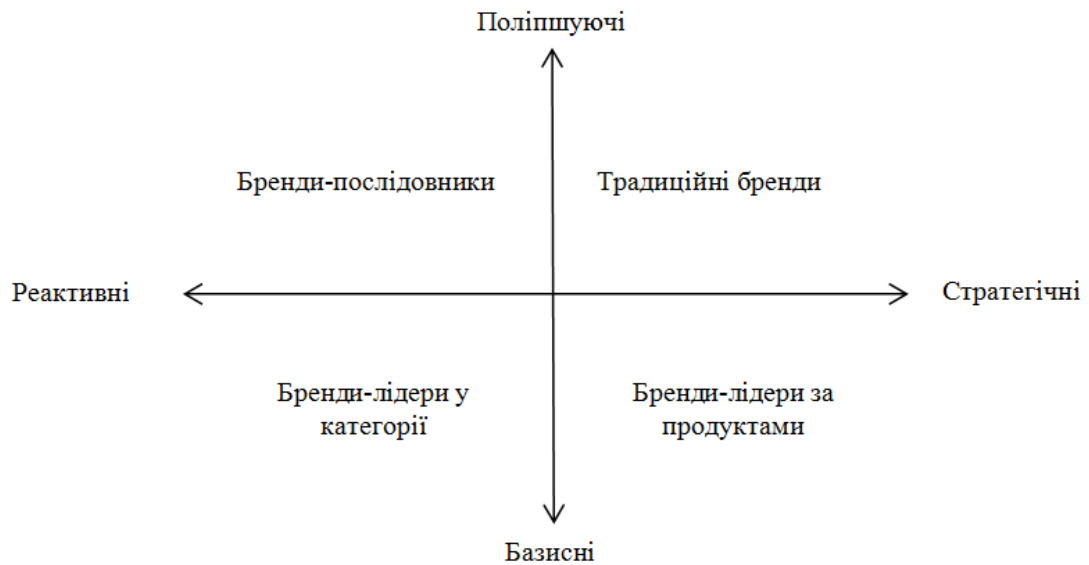 Поліпшуючі
Бренди-послідовники
Традиційні бренди
Реактивні
Стратегічні
Бренди-лідери у
категорії
Бренди-лідери за
продуктами
Базисні